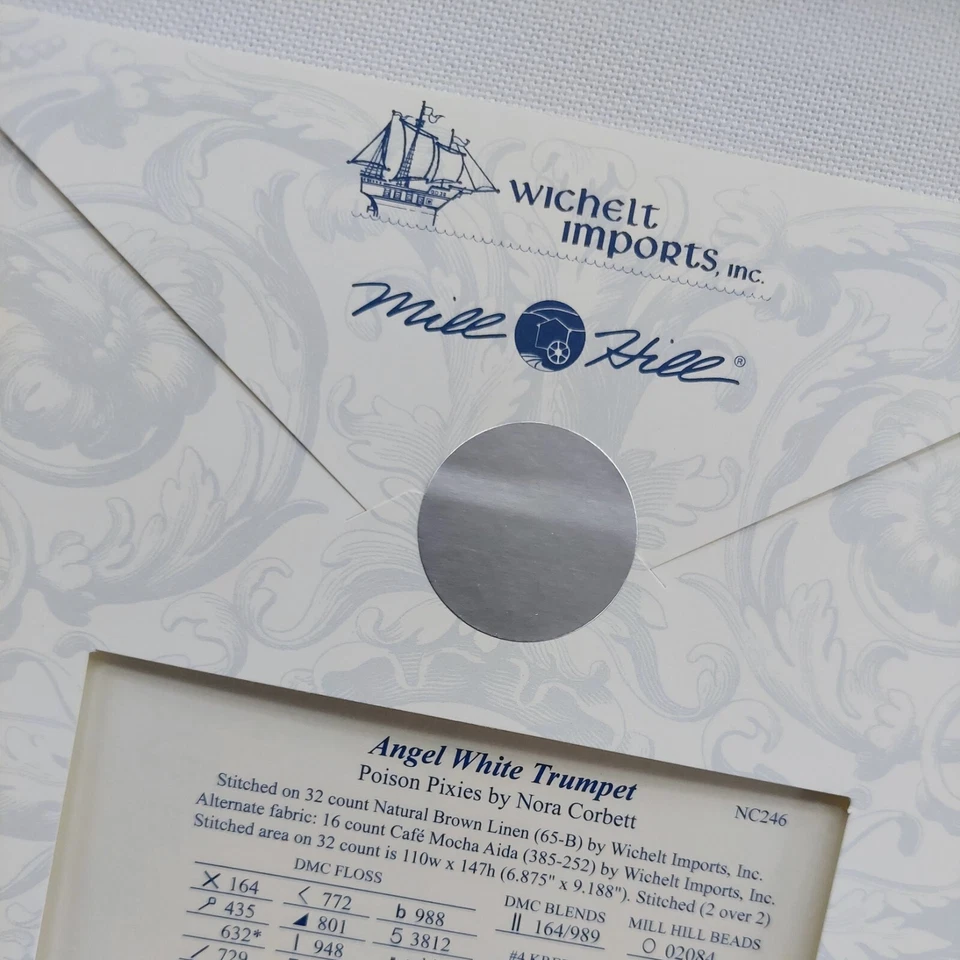 Wichelt
Imports, Inc.
Mill Hill®
Angel White Trumpet
Poison Pixies by Nora Corbett
NC246
Stitched on 32 count Natural Brown Linen (65-B) by Wichelt Imports, Inc.
Alternate fabric: 16 count Café Mocha Aida (385-252) by Wichelt Imports, Inc.
Stitched area on 32 count is 110w x 147h (6.875" x 9.188"). Stitched (2 over 2)
DMC FLOSS
DMC BLENDS
MILL HILL BEADS
164
772
b 988
|| 164/989
02084
435
801
5 3812
632*
948
729